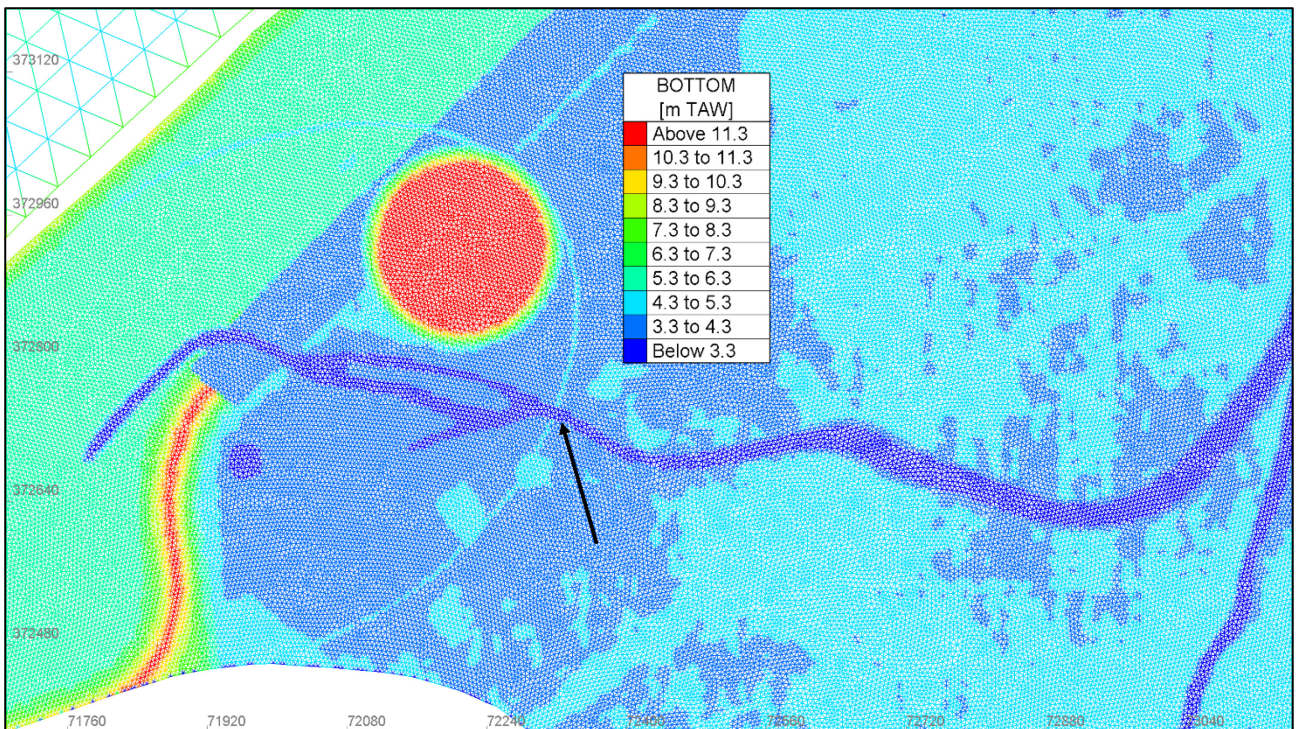 373120
372960
372800
372640
372480
BOTTOM
[m TAW]
Above 11.3
10.3 to 11.3
9.3 to 10.3
8.3 to 9.3
7.3 to 8.3
6.3 to 7.3
5.3 to 6.3
4.3 to 5.3
3.3 to 4.3
Below 3.3
71760
71920
72080
72240
72400
72560
72720
72880
73040